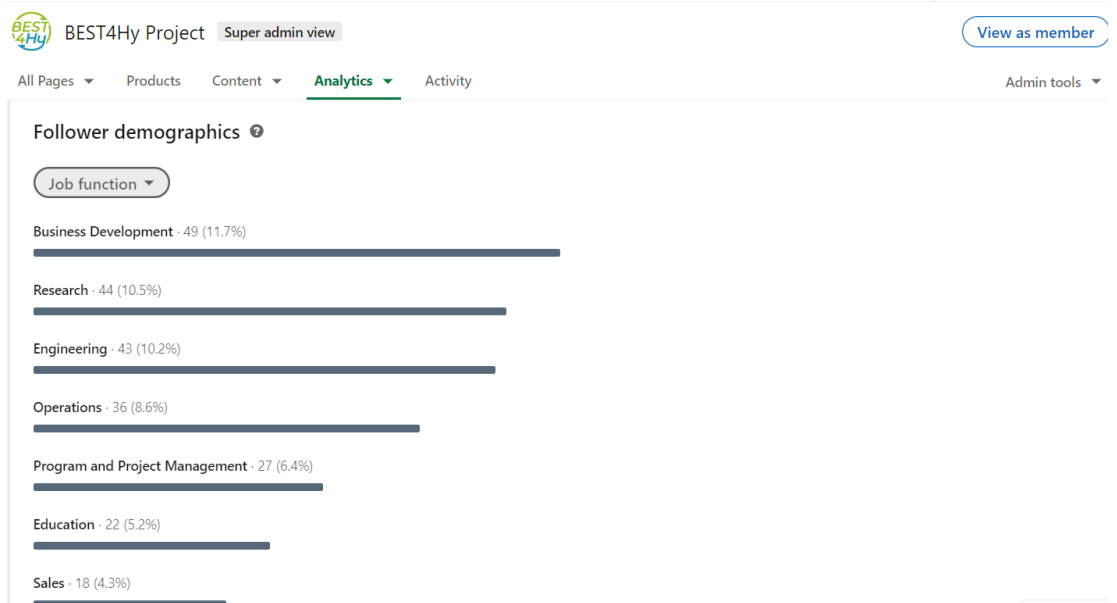 BEST
4Hy
BEST4Hy Project Super admin view View as member
All Pages Products Content Analytics Activity Admin tools
Follower demographics ?
Job function
Business Development · 49 (11.7%)
Research · 44 (10.5%)
Engineering · 43 (10.2%)
Operations · 36 (8.6%)
Program and Project Management · 27 (6.4%)
Education · 22 (5.2%)
Sales · 18 (4.3%)